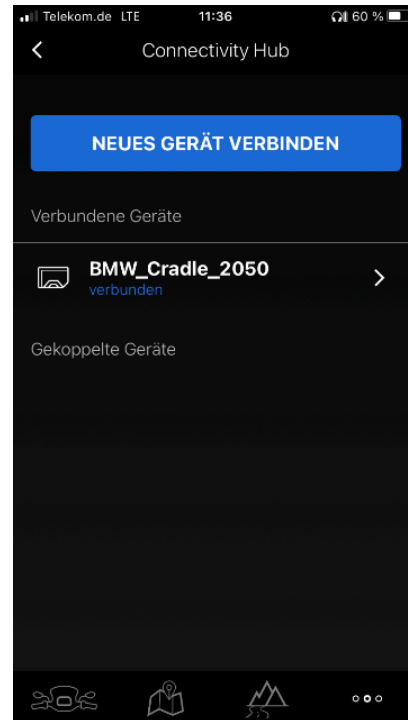 Telekom.de LTE 11:36 60 %
Connectivity Hub
NEUES GERÄT VERBINDEN
Verbundene Geräte
BMW_Cradle_2050
verbunden
Gekoppelte Geräte